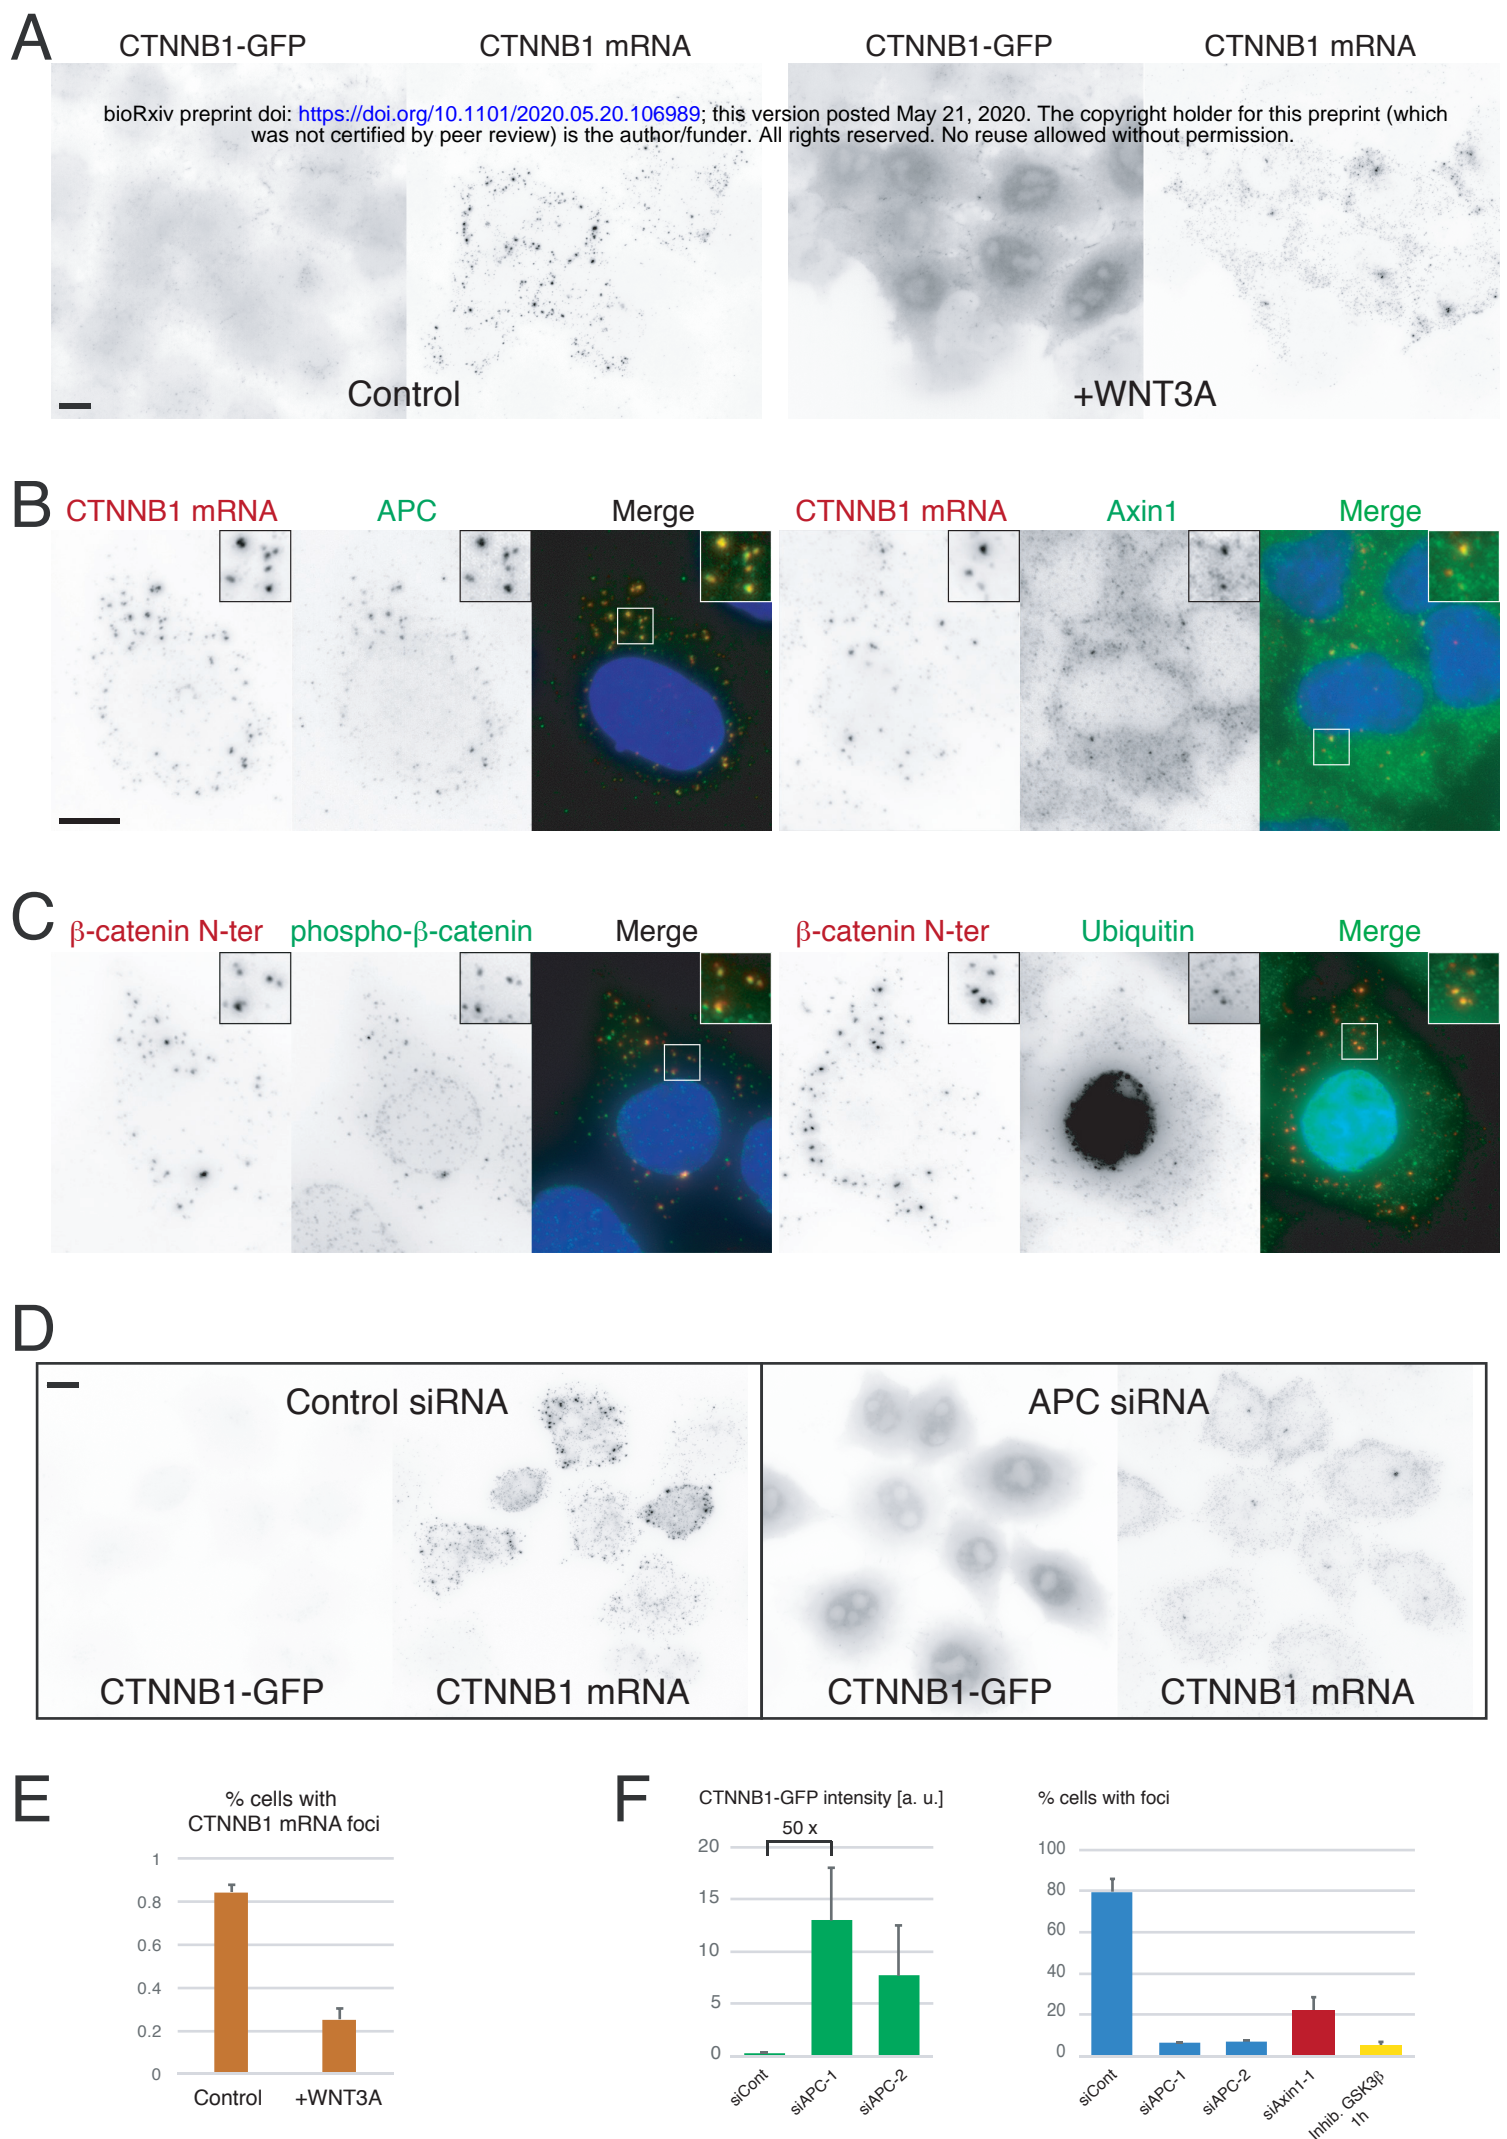 A
CTNNB1-GFP CTNNB1 mRNA CTNNB1-GFP CTNNB1 mRNA
bioRxiv preprint doi: https://doi.org/10.1101/2020.05.20.106989; this version posted May 21, 2020. The copyright holder for this preprint (which
was not certified by peer review) is the author/funder. All rights reserved. No reuse allowed without permission.
Control +WNT3A
B
CTNNB1 mRNA APC Merge CTNNB1 mRNA Axin1 Merge
C
β-catenin N-ter phospho-β-catenin Merge β-catenin N-ter Ubiquitin Merge
D
Control siRNA APC siRNA
CTNNB1-GFP CTNNB1 mRNA CTNNB1-GFP CTNNB1 mRNA
E
% cells with
CTNNB1 mRNA foci
1
0.8
0.6
0.4
0.2
0
Control +WNT3A
F
CTNNB1-GFP intensity [a. u.]
50 x
20
15
10
5
0
siCont siAPC-1 siAPC-2
% cells with foci
100
80
60
40
20
0
siCont siAPC-1 siAPC-2 siAxin1-1 Inhib. GSK3β
1h